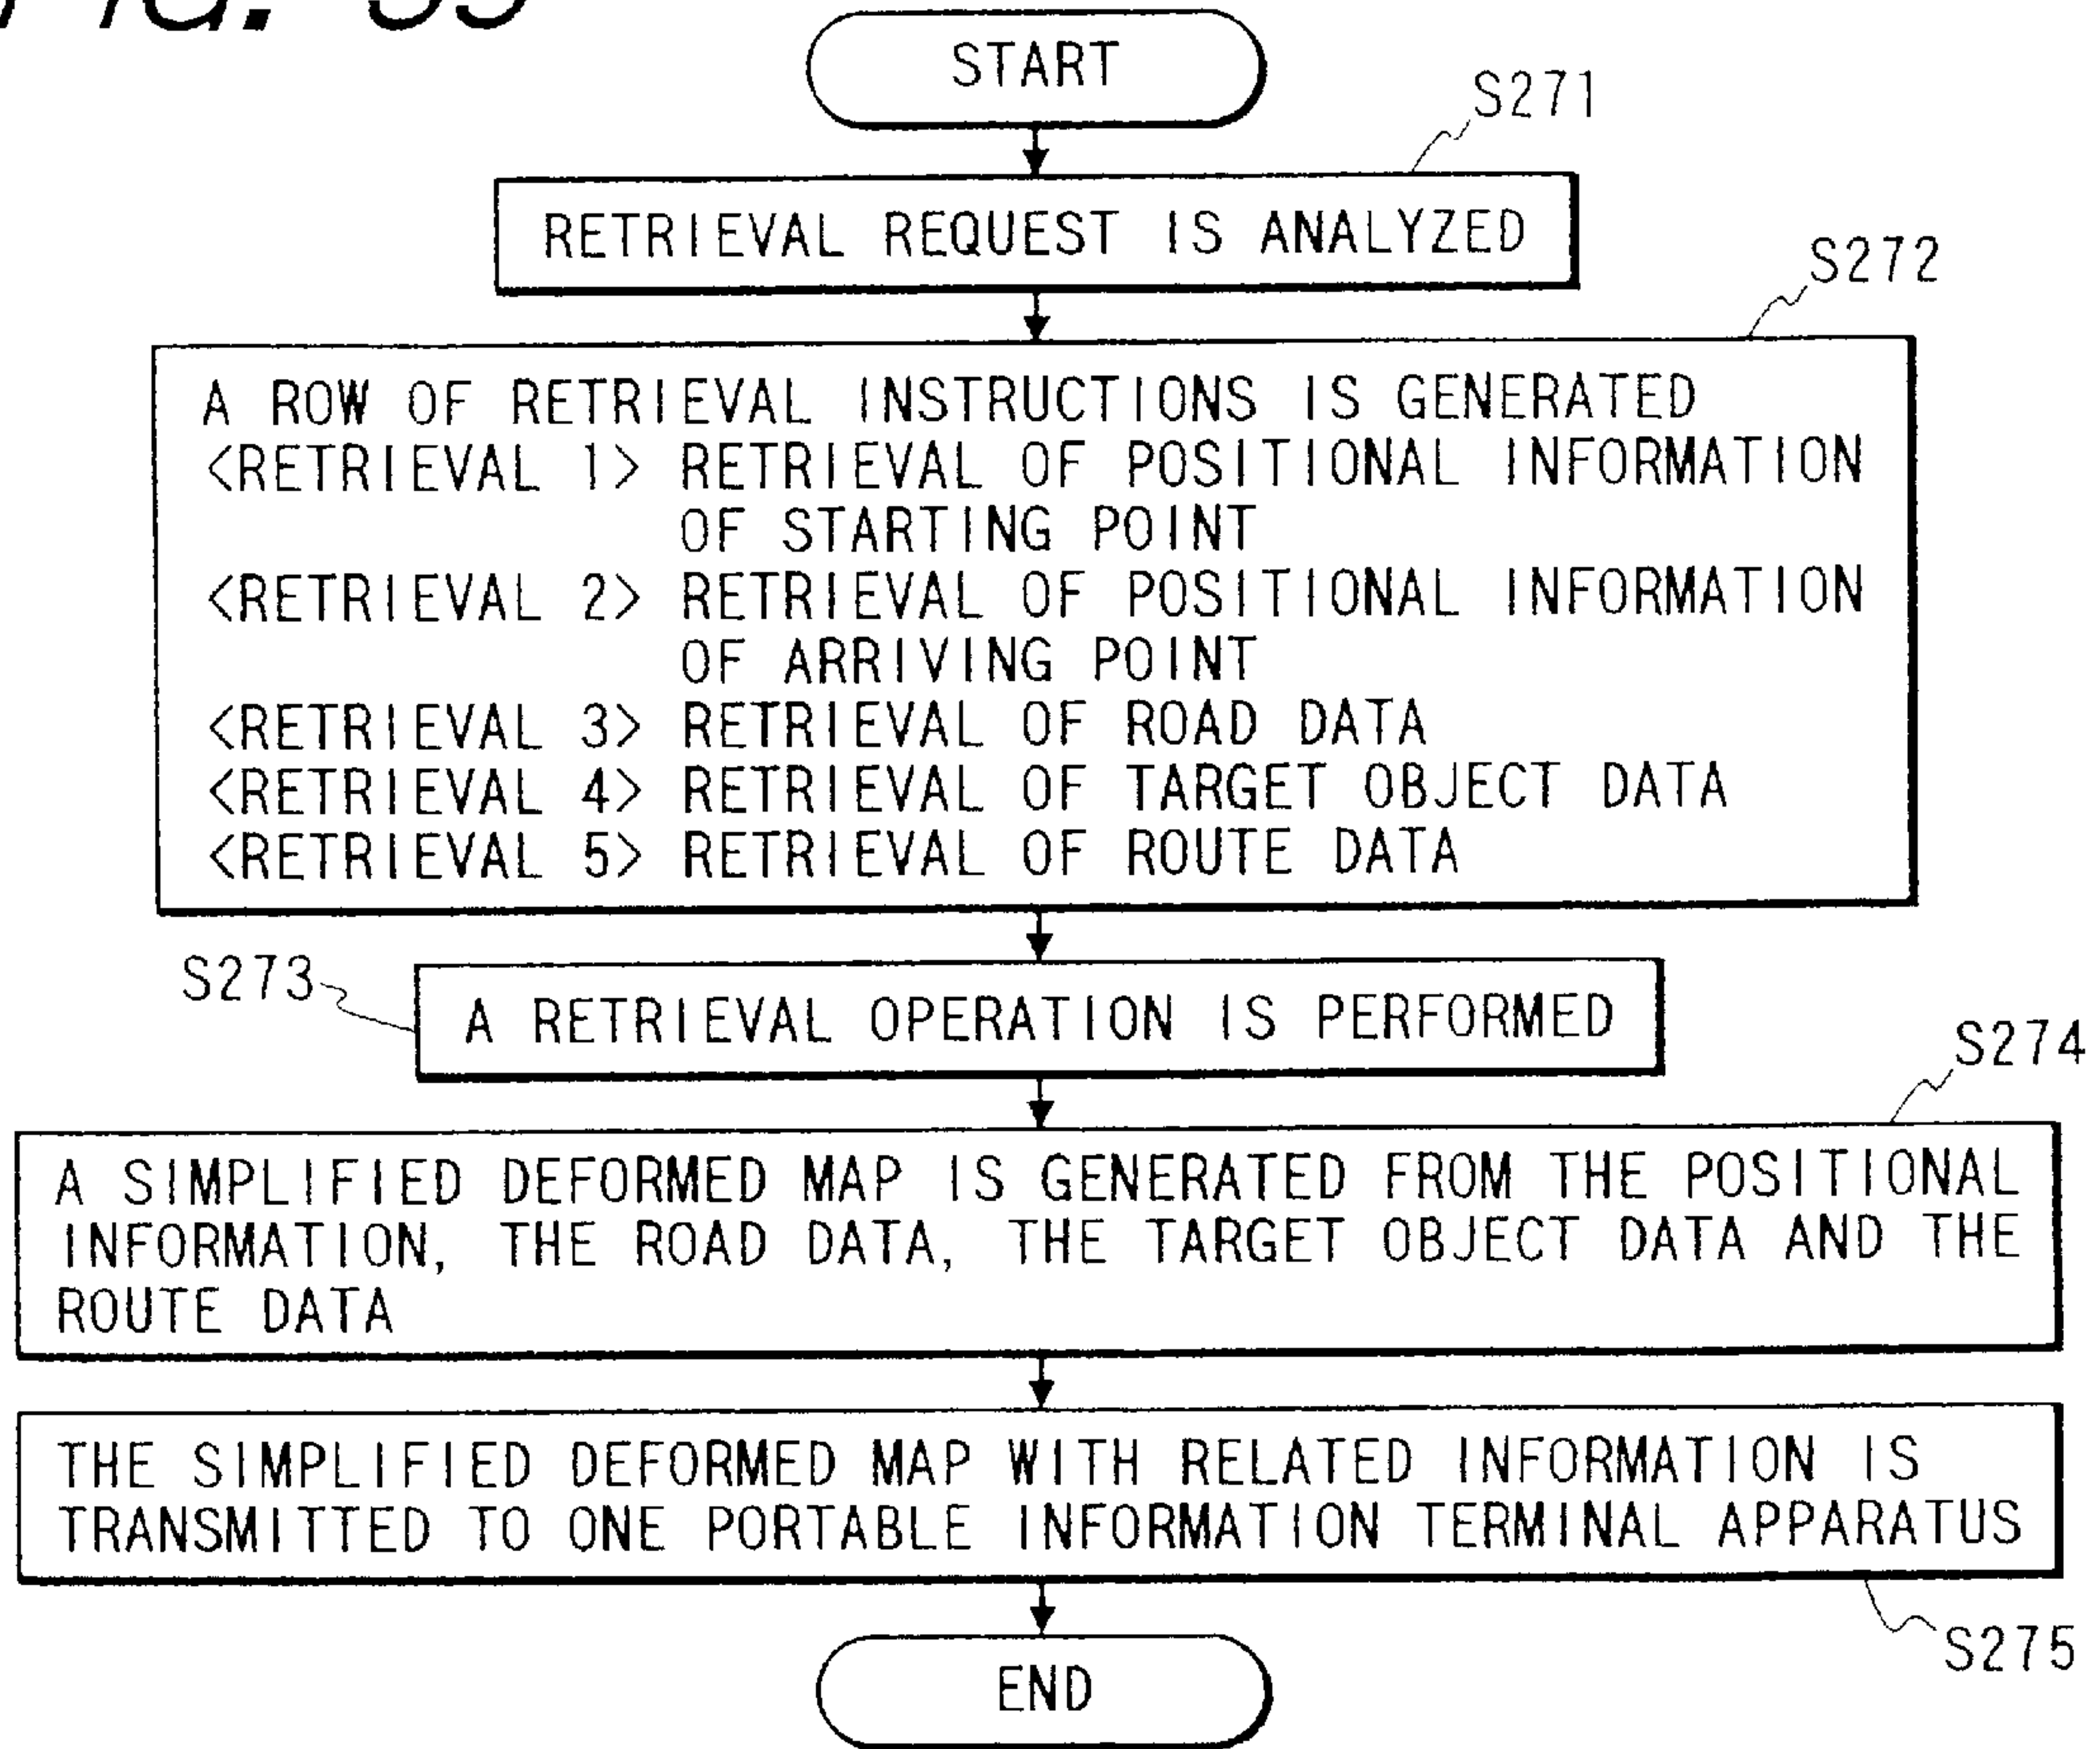 FIG.
START
S271
RETRIEVAL REQUEST IS ANALYZED
S272
A ROW OF RETRIEVAL INSTRUCTIONS IS GENERATED
<RETRIEVAL 1> RETRIEVAL OF POSITIONAL INFORMATION
OF STARTING POINT
<RETRIEVAL 2> RETRIEVAL OF POSITIONAL INFORMATION
OF ARRIVING POINT
<RETRIEVAL 3> RETRIEVAL OF ROAD DATA
<RETRIEVAL 4> RETRIEVAL OF TARGET OBJECT DATA
<RETRIEVAL 5> RETRIEVAL OF ROUTE DATA
S273
A RETRIEVAL OPERATION IS PERFORMED
S274
A SIMPLIFIED DEFORMED MAP IS GENERATED FROM THE POSITIONAL
INFORMATION, THE ROAD DATA, THE TARGET OBJECT DATA AND THE
ROUTE DATA
THE SIMPLIFIED DEFORMED MAP WITH RELATED INFORMATION IS
TRANSMITTED TO ONE PORTABLE INFORMATION TERMINAL APPARATUS
S275
END